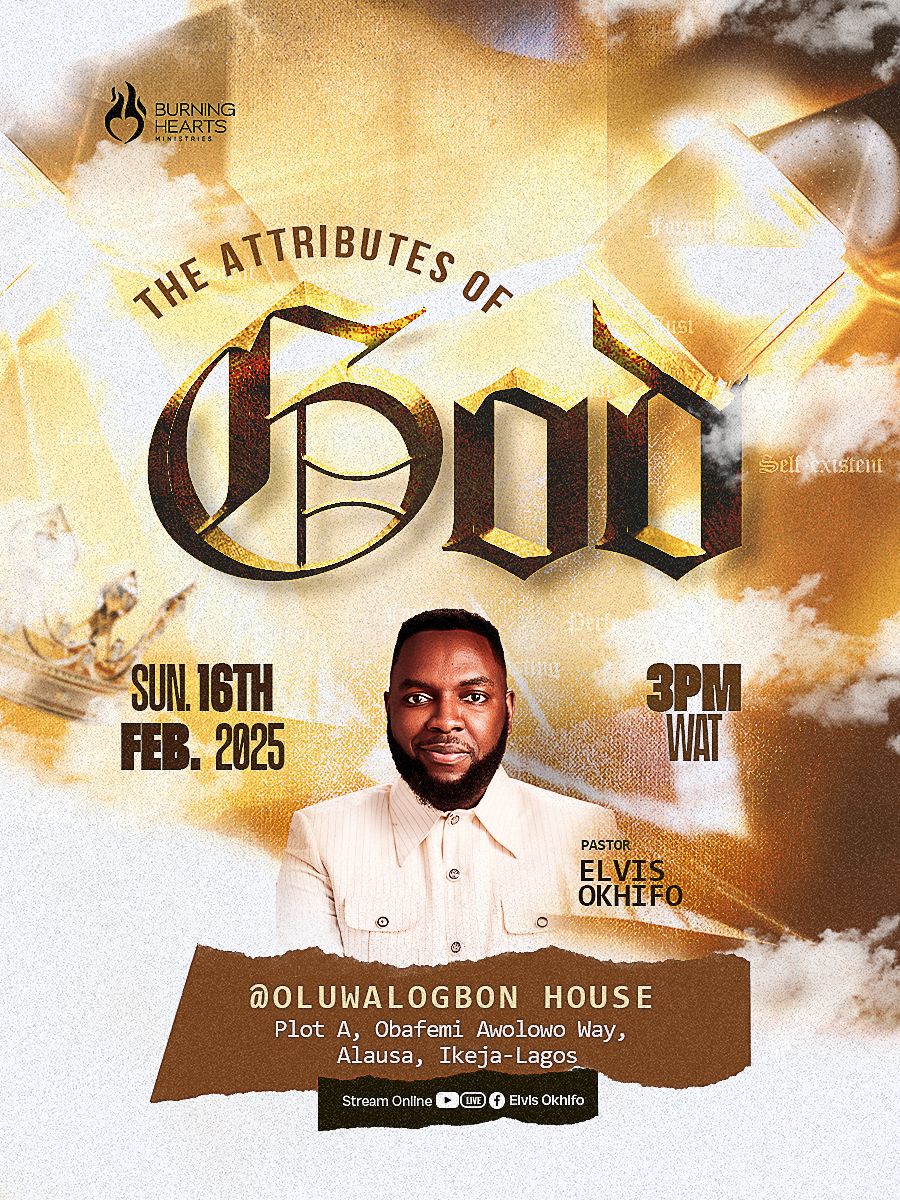 BURNING
HEARTS
MINISTRIES
THE ATTRIBUTES OF
God
Just
Self-existent
SUN. 16TH
FEB. 2025
3PM
WAT
PASTOR
ELVIS
OKHIFO
@OLUWALOGBON HOUSE
Plot A, Obafemi Awolowo Way,
Alausa, Ikeja-Lagos
Stream Online LIVE Elvis Okhifo